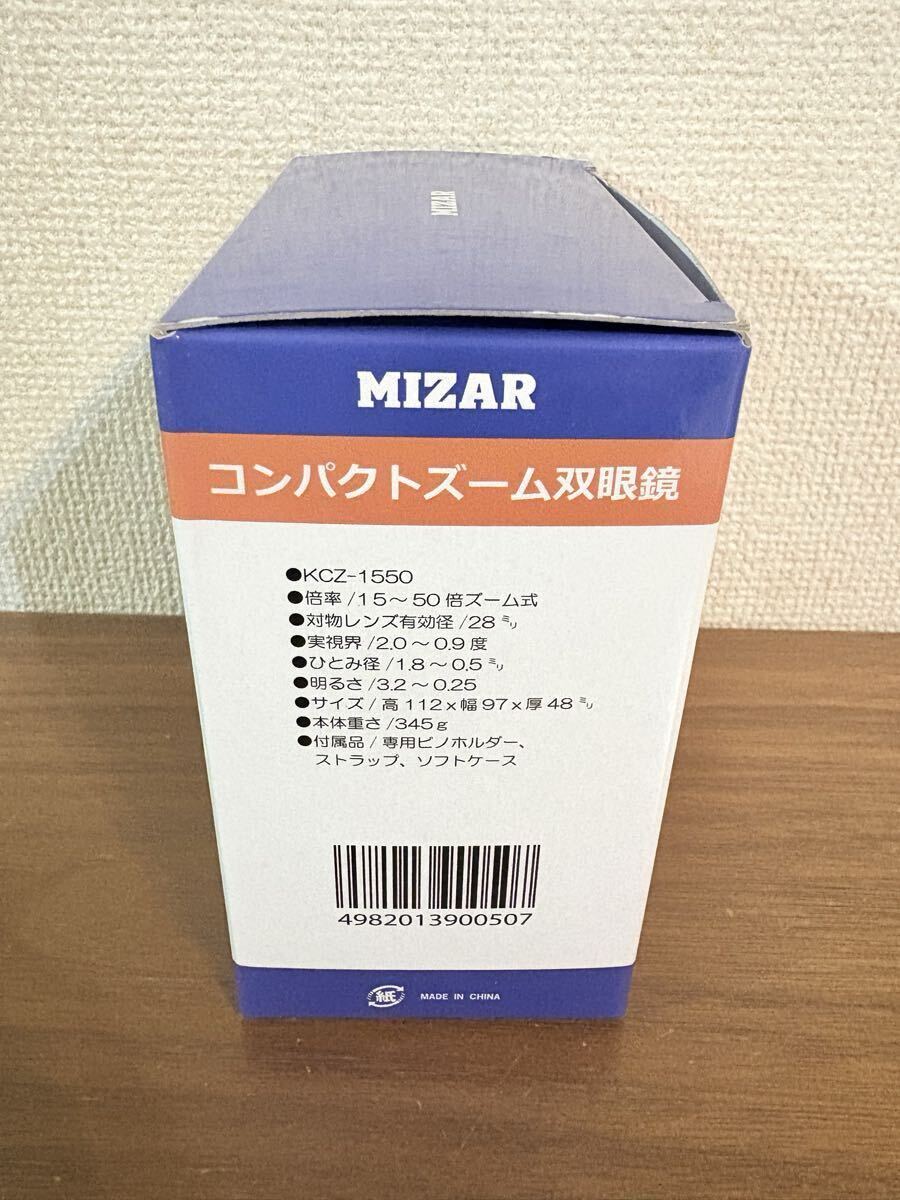 MIZAR
MIZAR
コンパクトズーム双眼鏡
●KCZ-1550
●倍率/15～50倍ズーム式
●対物レンズ有効径/28㍉
●実視界/2.0～0.9度
●ひとみ径/1.8～0.5㍉
●明るさ/3.2～0.25
●サイズ/高112x幅97x厚48㍉
●本体重さ/345g
●付属品/専用ビノホルダー、
ストラップ、ソフトケース
4982013900507
紙 MADE IN CHINA